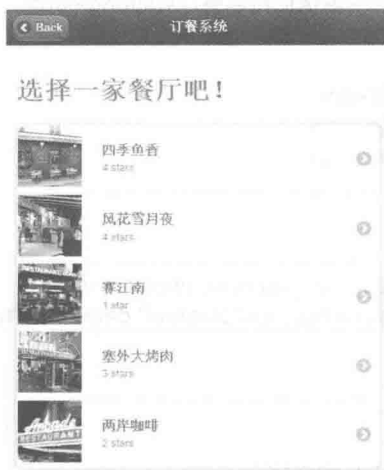 Back
订餐系统
选择一家餐厅吧！
四季鱼香
4 stars
风花雪月夜
4 stars
赛江南
1 star
塞外大烤肉
3 stars
RESTAURANT
两岸咖啡
2 stars